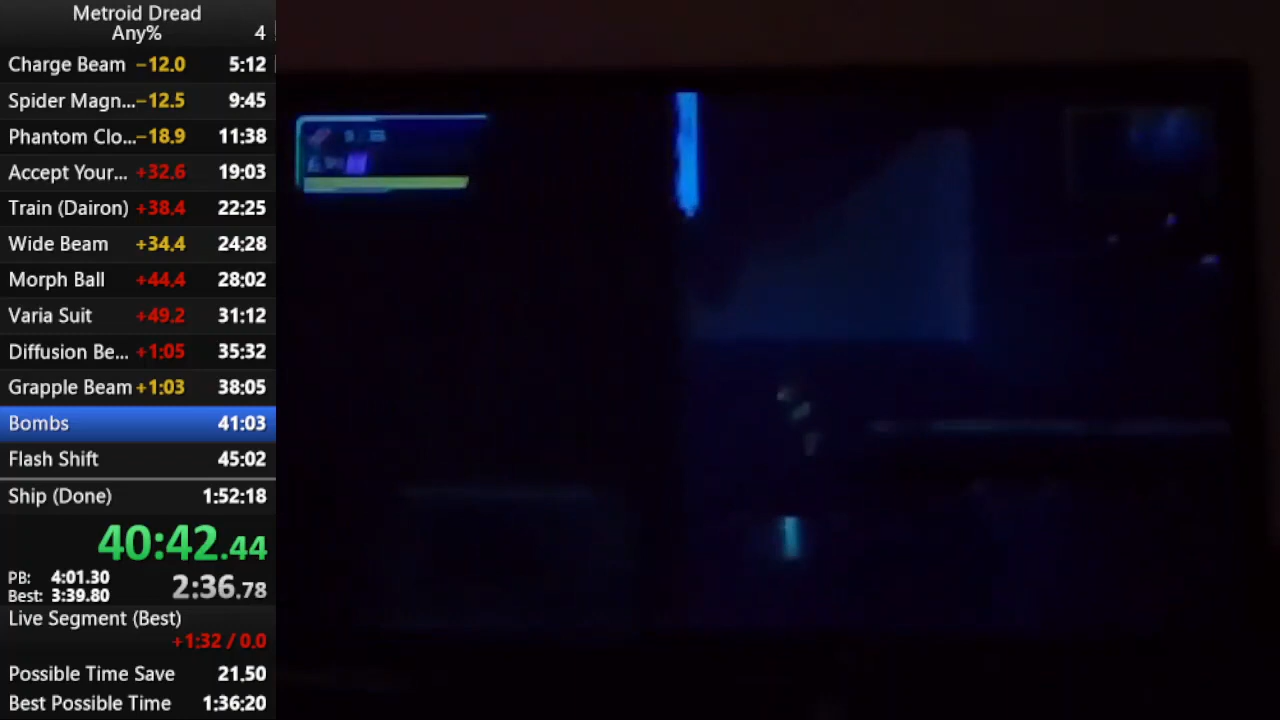 Metroid Dread
Any% 4
Charge Beam −12.0 5:12
Spider Magn... −12.5 9:45
Phantom Clo... −18.9 11:38
Accept Your... +32.6 19:03
Train (Dairon) +38.4 22:25
Wide Beam +34.4 24:28
Morph Ball +44.4 28:02
Varia Suit +49.2 31:12
Diffusion Be... +1:05 35:32
Grapple Beam +1:03 38:05
Bombs 41:03
Flash Shift 45:02
Ship (Done) 1:52:18
40:42.44
PB: 4:01.30
Best: 3:39.80 2:36.78
Live Segment (Best)
+1:32 / 0.0
Possible Time Save 21.50
Best Possible Time 1:36:20